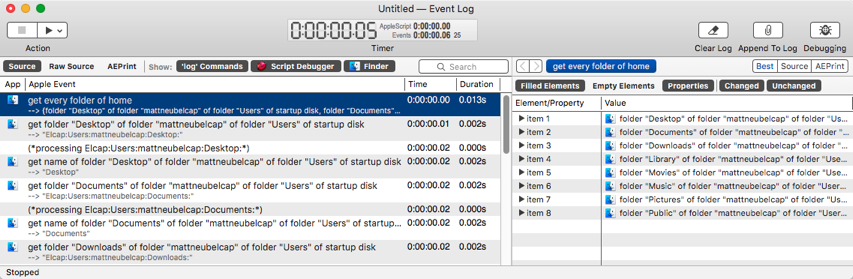 Untitled — Event Log
0:00:00.05 AppleScript 0:00:00.00
Events 0:00:00.06 25
Action Timer Clear Log Append To Log Debugging
Source Raw Source AEPrint Show: 'log' Commands Script Debugger Finder Search
get every folder of home Best Source AEPrint
App Apple Event Time Duration
Filled Elements Empty Elements Properties Changed Unchanged
Element/Property Value
get every folder of home 0:00:00.00 0.013s
--> {folder "Desktop" of folder "mattneubelcap" of folder "Users" of startup disk, folder "Documents"...
get folder "Desktop" of folder "mattneubelcap" of folder "Users" of startup disk 0:00:00.01 0.002s
--> "Elcap:Users:mattneubelcap:Desktop:"
(*processing Elcap:Users:mattneubelcap:Desktop:*) 0:00:00.02 0.000s
get name of folder "Desktop" of folder "mattneubelcap" of folder "Users" of startup disk 0:00:00.02 0.002s
--> "Desktop"
get folder "Documents" of folder "mattneubelcap" of folder "Users" of startup disk 0:00:00.02 0.002s
--> "Elcap:Users:mattneubelcap:Documents:"
(*processing Elcap:Users:mattneubelcap:Documents:*) 0:00:00.02 0.000s
get name of folder "Documents" of folder "mattneubelcap" of folder "Users" of startup disk 0:00:00.02 0.002s
--> "Documents"
get folder "Downloads" of folder "mattneubelcap" of folder "Users" of startup disk 0:00:00.02 0.002s
--> "Elcap:Users:mattneubelcap:Downloads:"
item 1 folder "Desktop" of folder "mattneubelcap" of folder "Us...
item 2 folder "Documents" of folder "mattneubelcap" of folder "...
item 3 folder "Downloads" of folder "mattneubelcap" of folder "...
item 4 folder "Library" of folder "mattneubelcap" of folder "Use...
item 5 folder "Movies" of folder "mattneubelcap" of folder "Us...
item 6 folder "Music" of folder "mattneubelcap" of folder "User...
item 7 folder "Pictures" of folder "mattneubelcap" of folder "Us...
item 8 folder "Public" of folder "mattneubelcap" of folder "User...
Stopped